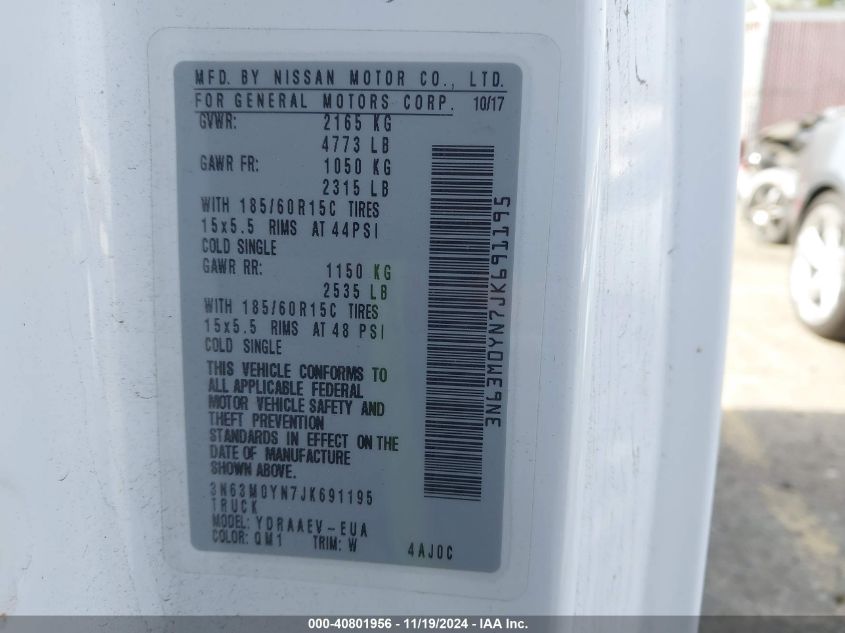 MFD. BY NISSAN MOTOR CO., LTD.
FOR GENERAL MOTORS CORP. 10/17
GVWR: 2165 KG
4773 LB
GAWR FR: 1050 KG
2315 LB
WITH 185/60R15C TIRES
15x5.5 RIMS AT 44PSI
COLD SINGLE
GAWR RR: 1150 KG
2535 LB
WITH 185/60R15C TIRES
15x5.5 RIMS AT 48 PSI
COLD SINGLE
THIS VEHICLE CONFORMS TO
ALL APPLICABLE FEDERAL
MOTOR VEHICLE SAFETY AND
THEFT PREVENTION
STANDARDS IN EFFECT ON THE
DATE OF MANUFACTURE
SHOWN ABOVE.
3N63M0YN7JK691195
TRUCK
MODEL: YDRAAEV-EUA
COLOR: QM1 TRIM: W 4AJ0C
3N63M0YN7JK691195
000-40801956 - 11/19/2024 - IAA Inc.